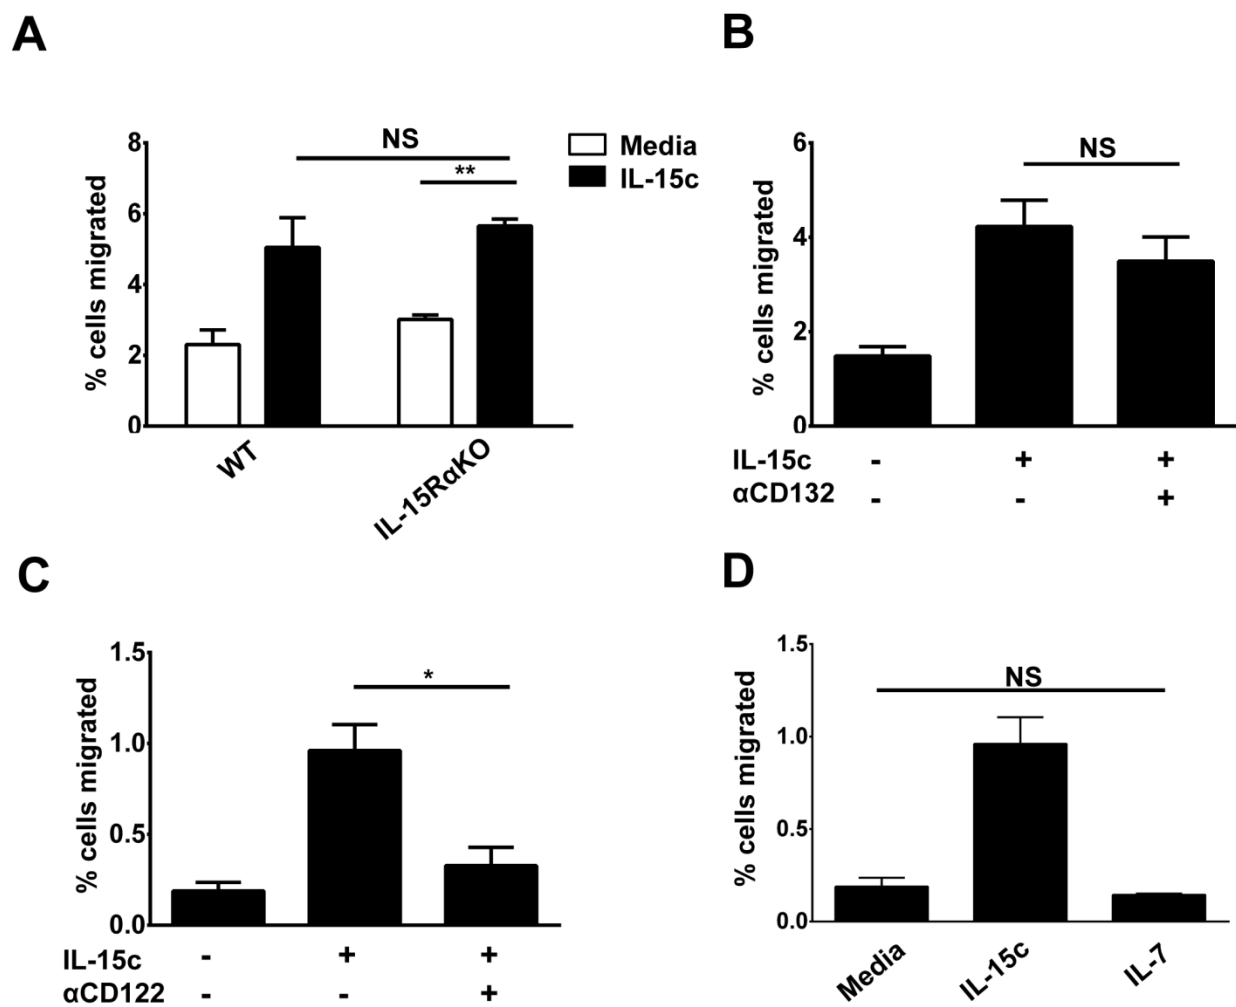 A
% cells migrated
8
6
4
2
0
NS
**
Media
IL-15c
WT
IL-15RαKO
B
% cells migrated
6
4
2
0
NS
IL-15c - + +
αCD132 - - +
C
% cells migrated
1.5
1.0
0.5
0.0
*
IL-15c - + +
αCD122 - - +
D
% cells migrated
1.5
1.0
0.5
0.0
NS
Media
IL-15c
IL-7